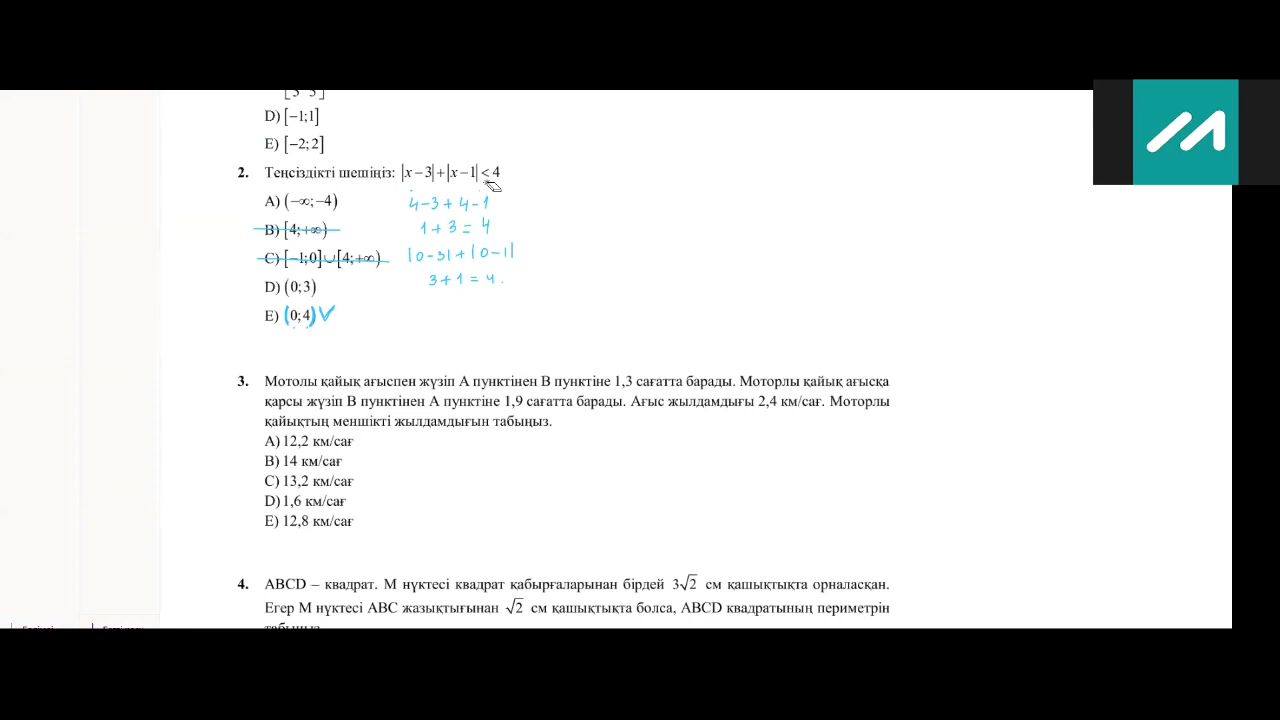 D) [−1;1]
E) [−2;2]
2. Теңсіздікті шешіңіз: |x−3|+|x−1|<4
A) (−∞;−4)
4−3+4−1
B) [4;+∞)
1+3=4
C) [−1;0]∪[4;+∞)
|0−3|+|0−1|
D) (0;3)
3+1=4.
E) (0;4)
3. Мотолы қайық ағыспен жүзіп А пунктінен В пунктіне 1,3 сағатта барады. Моторлы қайық ағысқа
қарсы жүзіп В пунктінен А пунктіне 1,9 сағатта барады. Ағыс жылдамдығы 2,4 км/сағ. Моторлы
қайықтың меншікті жылдамдығын табыңыз.
A) 12,2 км/сағ
B) 14 км/сағ
C) 13,2 км/сағ
D) 1,6 км/сағ
E) 12,8 км/сағ
4. ABCD – квадрат. М нүктесі квадрат қабырғаларынан бірдей 3√2 см қашықтықта орналасқан.
Егер М нүктесі АВС жазықтығынан √2 см қашықтықта болса, ABCD квадратының периметрін